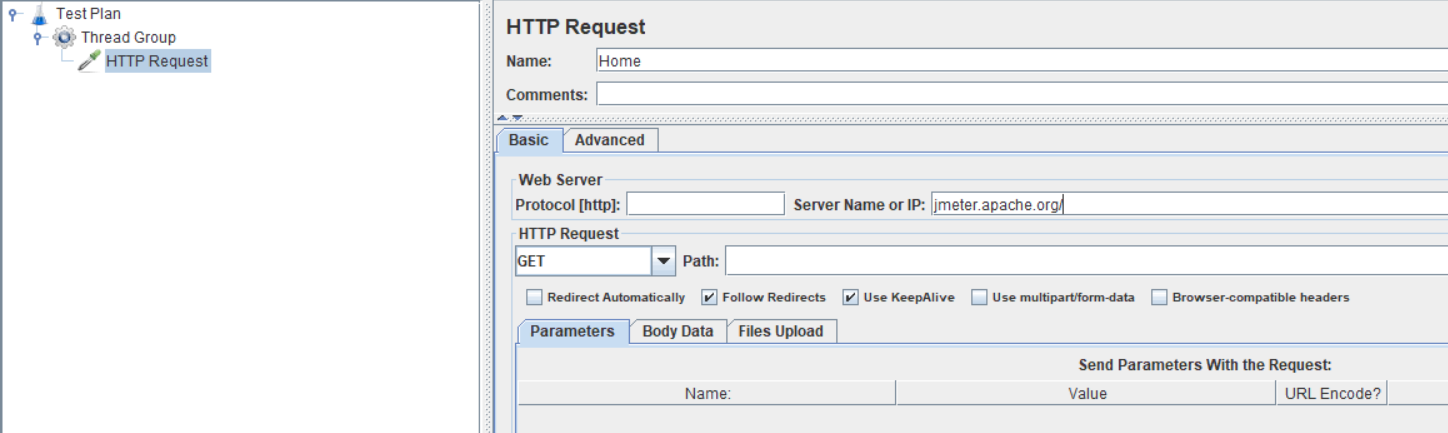 Test Plan
Thread Group
HTTP Request
HTTP Request
Name: Home
Comments:
Basic Advanced
Web Server
Protocol [http]: Server Name or IP: jmeter.apache.org/
HTTP Request
GET Path:
Redirect Automatically Follow Redirects Use KeepAlive Use multipart/form-data Browser-compatible headers
Parameters Body Data Files Upload
Send Parameters With the Request:
Name: Value URL Encode?